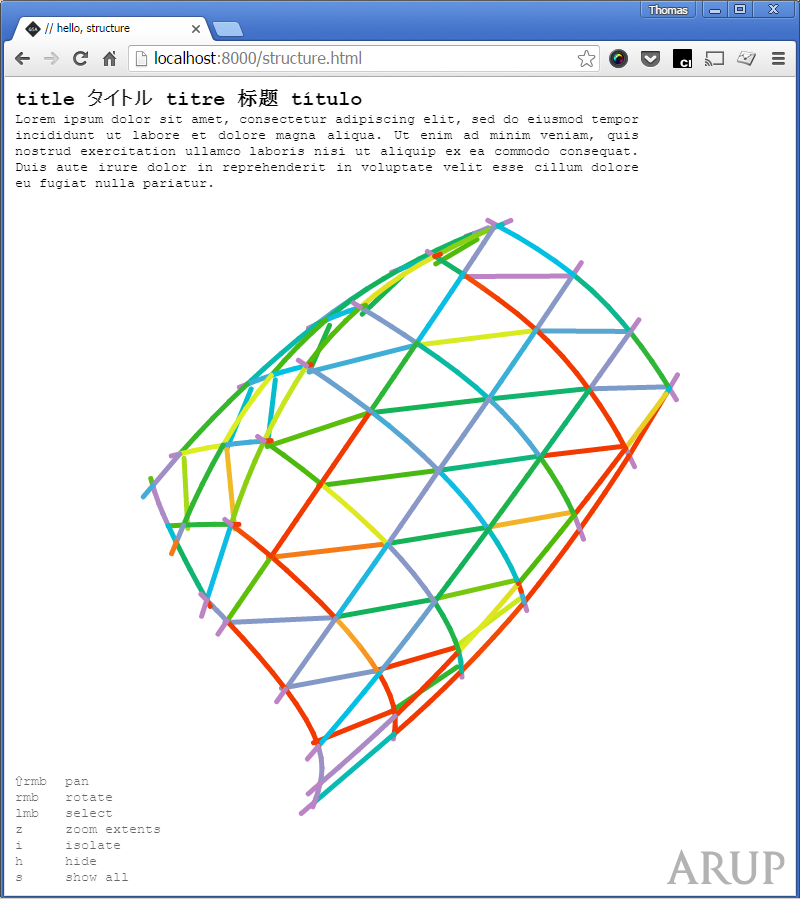 Thomas
// hello, structure
localhost:8000/structure.html
title タイトル titre 标题 título
Lorem ipsum dolor sit amet, consectetur adipiscing elit, sed do eiusmod tempor
incididunt ut labore et dolore magna aliqua. Ut enim ad minim veniam, quis
nostrud exercitation ullamco laboris nisi ut aliquip ex ea commodo consequat.
Duis aute irure dolor in reprehenderit in voluptate velit esse cillum dolore
eu fugiat nulla pariatur.
⇧rmb pan
rmb rotate
lmb select
z zoom extents
i isolate
h hide
s show all
ARUP